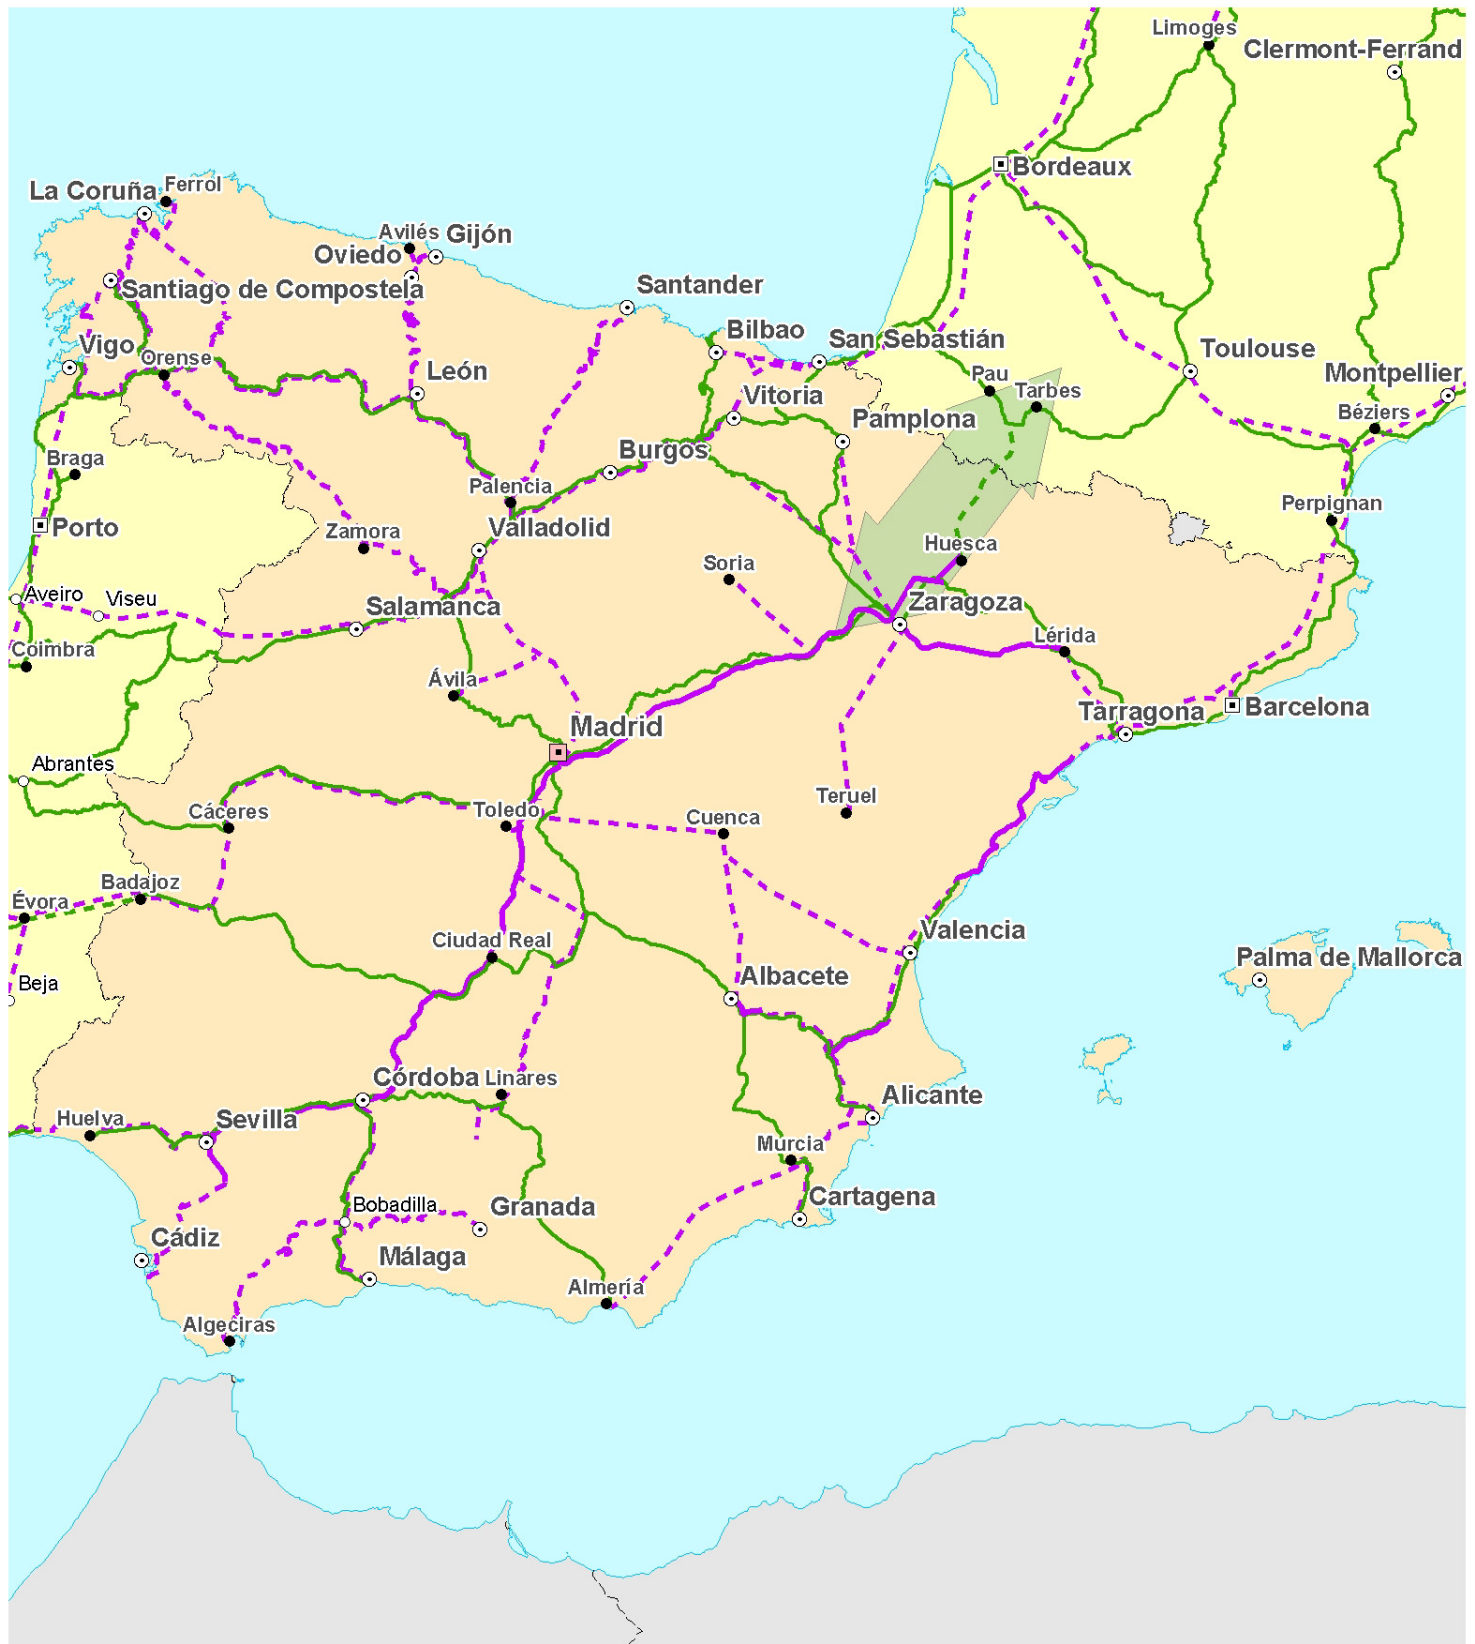 Limoges
Clermont-Ferrand
Bordeaux
La Coruña
Ferrol
Avilés
Gijón
Oviedo
Santiago de Compostela
Santander
Bilbao
San Sebastián
Vigo
Orense
León
Vitoria
Pau
Tarbes
Toulouse
Montpellier
Béziers
Pamplona
Burgos
Braga
Palencia
Perpignan
Porto
Zamora
Valladolid
Huesca
Soria
Aveiro
Viseu
Salamanca
Zaragoza
Coimbra
Lérida
Ávila
Madrid
Tarragona
Barcelona
Abrantes
Cáceres
Toledo
Cuenca
Teruel
Badajoz
Évora
Ciudad Real
Valencia
Palma de Mallorca
Beja
Albacete
Córdoba
Linares
Alicante
Huelva
Sevilla
Murcia
Cartagena
Bobadilla
Granada
Cádiz
Málaga
Almería
Algeciras